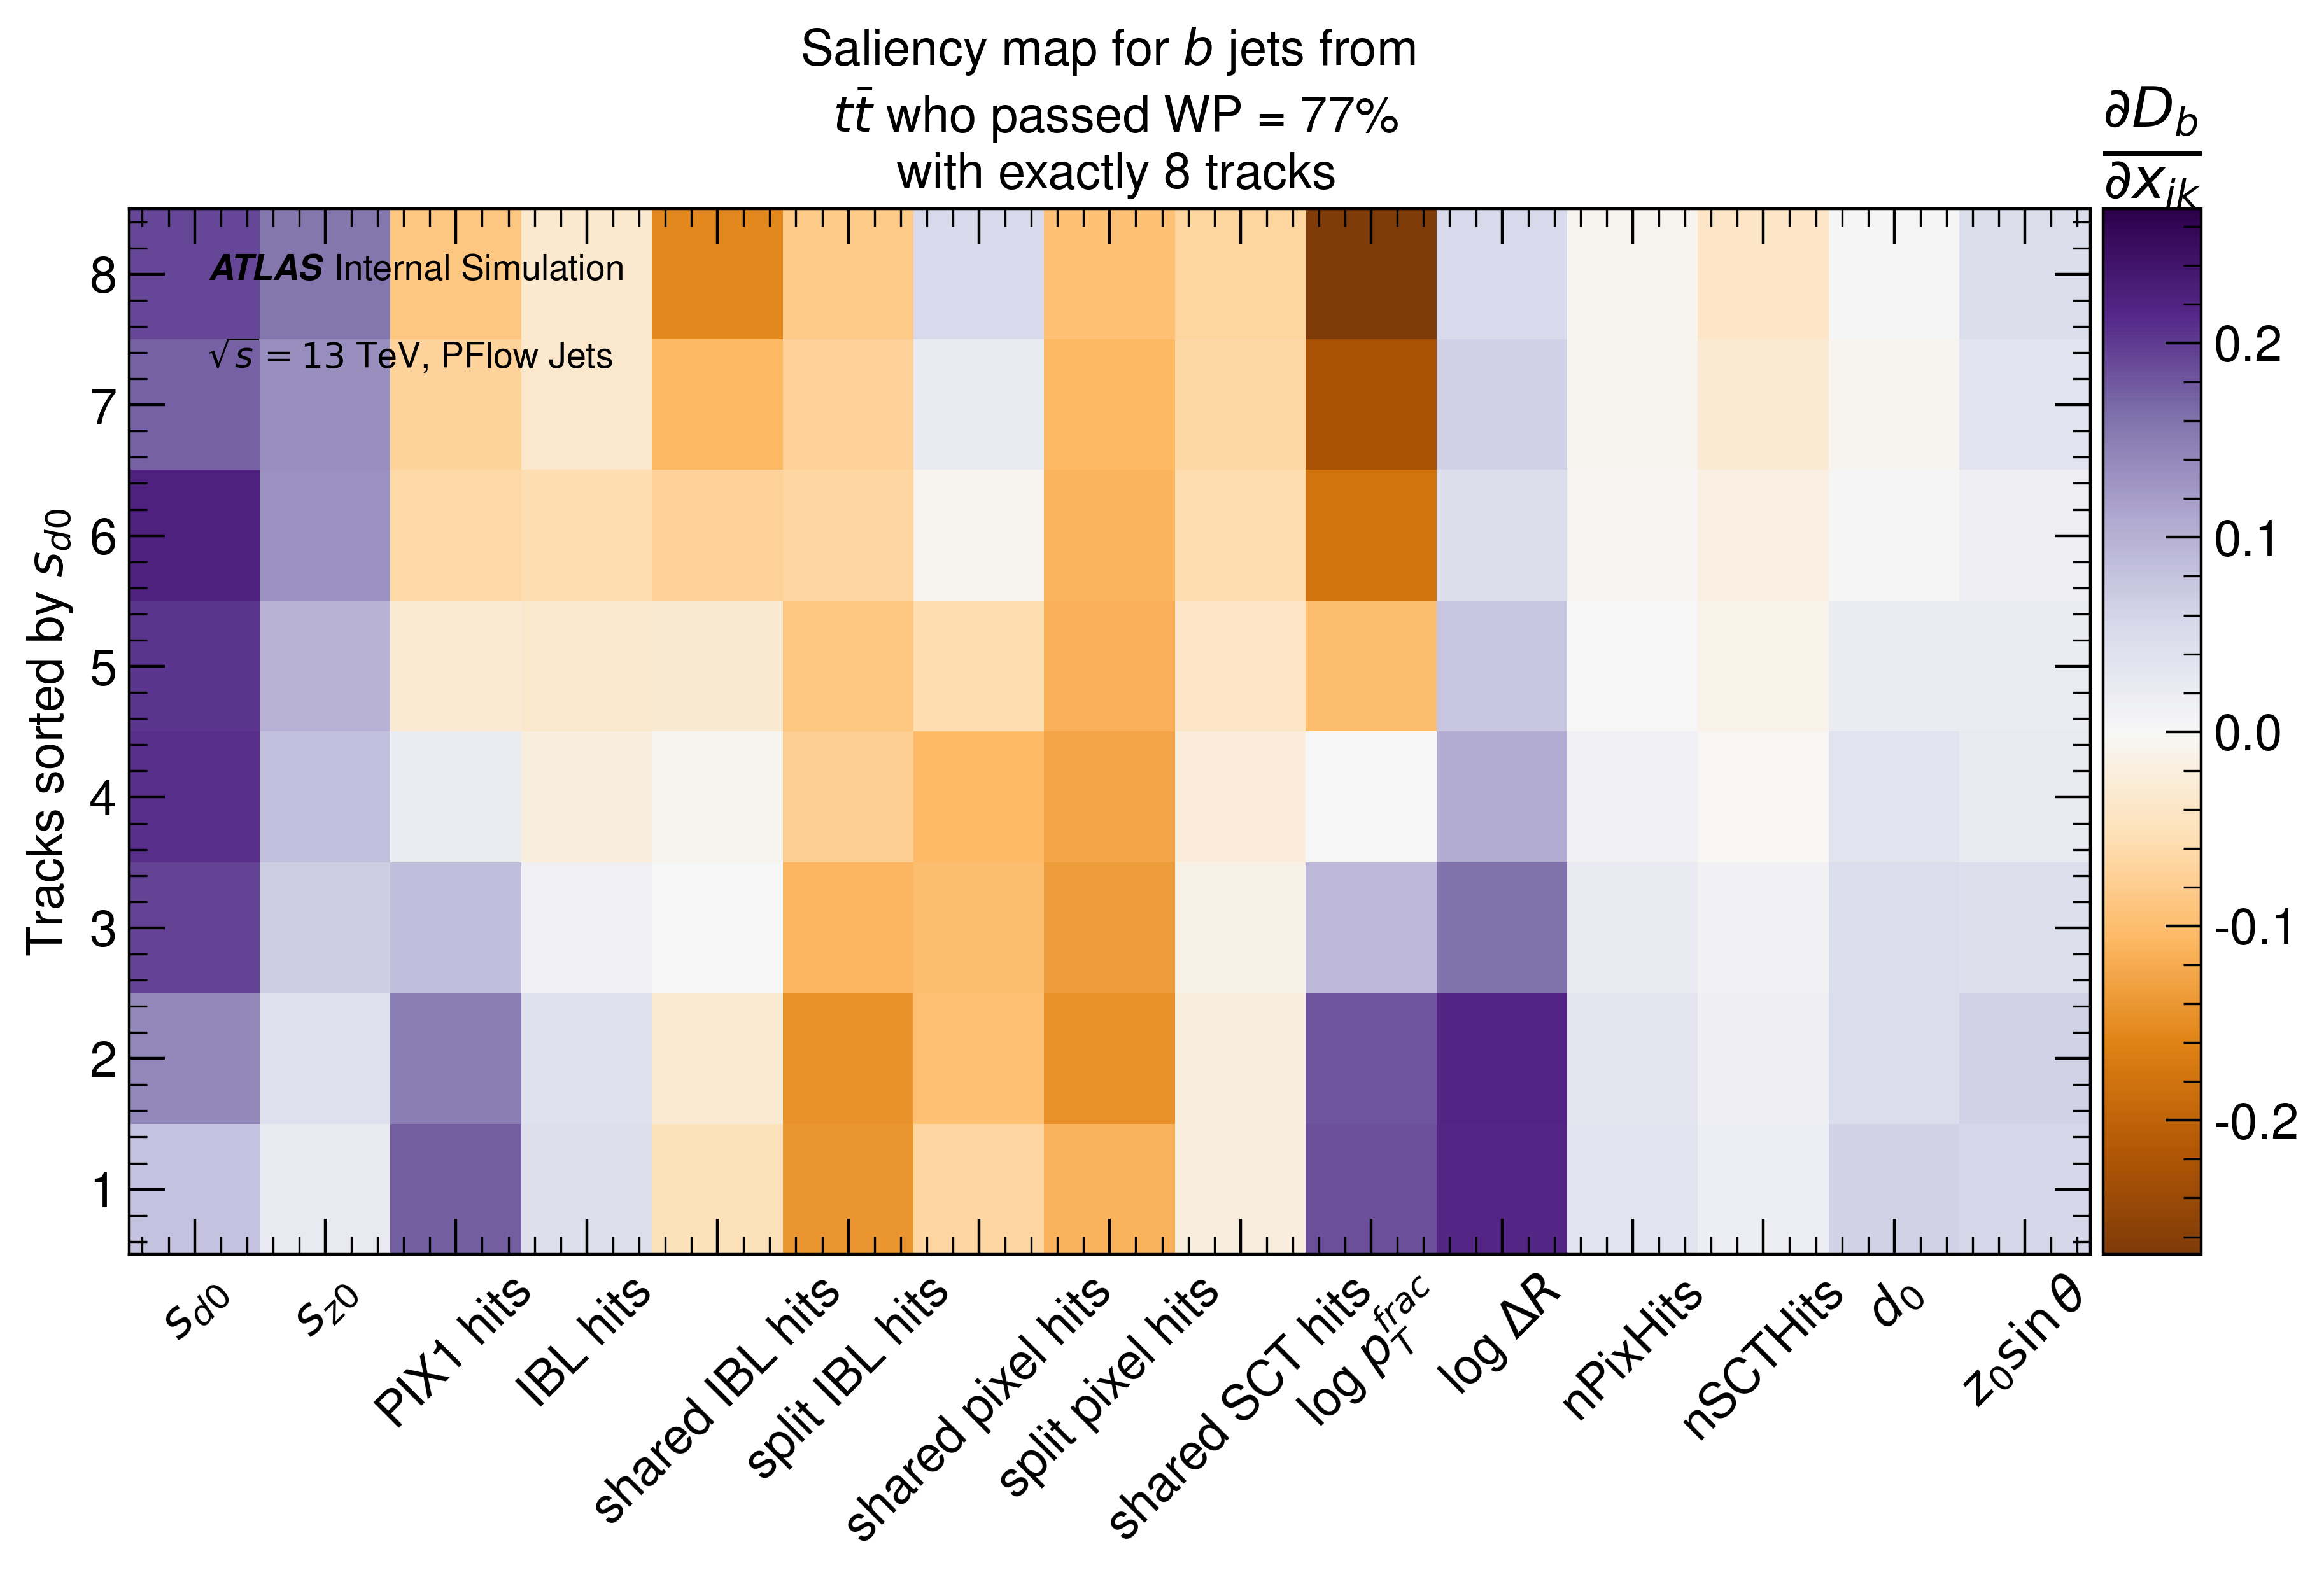 Saliency map for b jets from
tt̄ who passed WP = 77%
with exactly 8 tracks
∂D_b
∂x_ik
ATLAS Internal Simulation
√s = 13 TeV, PFlow Jets
Tracks sorted by s_d0
8
7
6
5
4
3
2
1
0.2
0.1
0.0
-0.1
-0.2
s_d0
s_z0
PIX1 hits
IBL hits
shared IBL hits
split IBL hits
shared pixel hits
split pixel hits
shared SCT hits
log p_T^frac
log ΔR
nPixHits
nSCTHits
d_0
z_0 sin θ